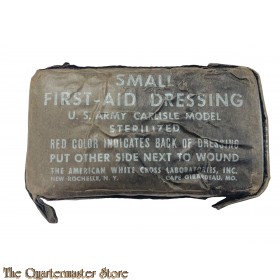 SMALL
FIRST-AID DRESSING
U. S. ARMY CARLISLE MODEL
STERILIZED
RED COLOR INDICATES BACK OF DRESSING
PUT OTHER SIDE NEXT TO WOUND
THE AMERICAN WHITE CROSS LABORATORIES, INC.
NEW ROCHELLE, N. Y. CAPE GIRARDEAU, MO.
The Quartermaster Store